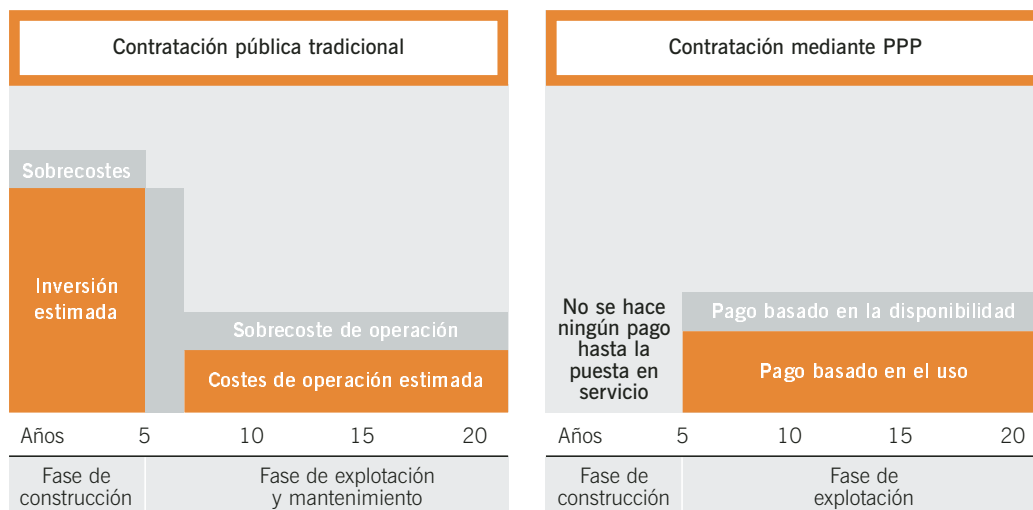 Contratación pública tradicional
Sobrecostes
Inversión
estimada
Sobrecoste de operación
Costes de operación estimada
Años 5 10 15 20
Fase de
construcción
Fase de explotación
y mantenimiento
Contratación mediante PPP
No se hace
ningún pago
hasta la
puesta en
servicio
Pago basado en la disponibilidad
Pago basado en el uso
Años 5 10 15 20
Fase de
construcción
Fase de
explotación